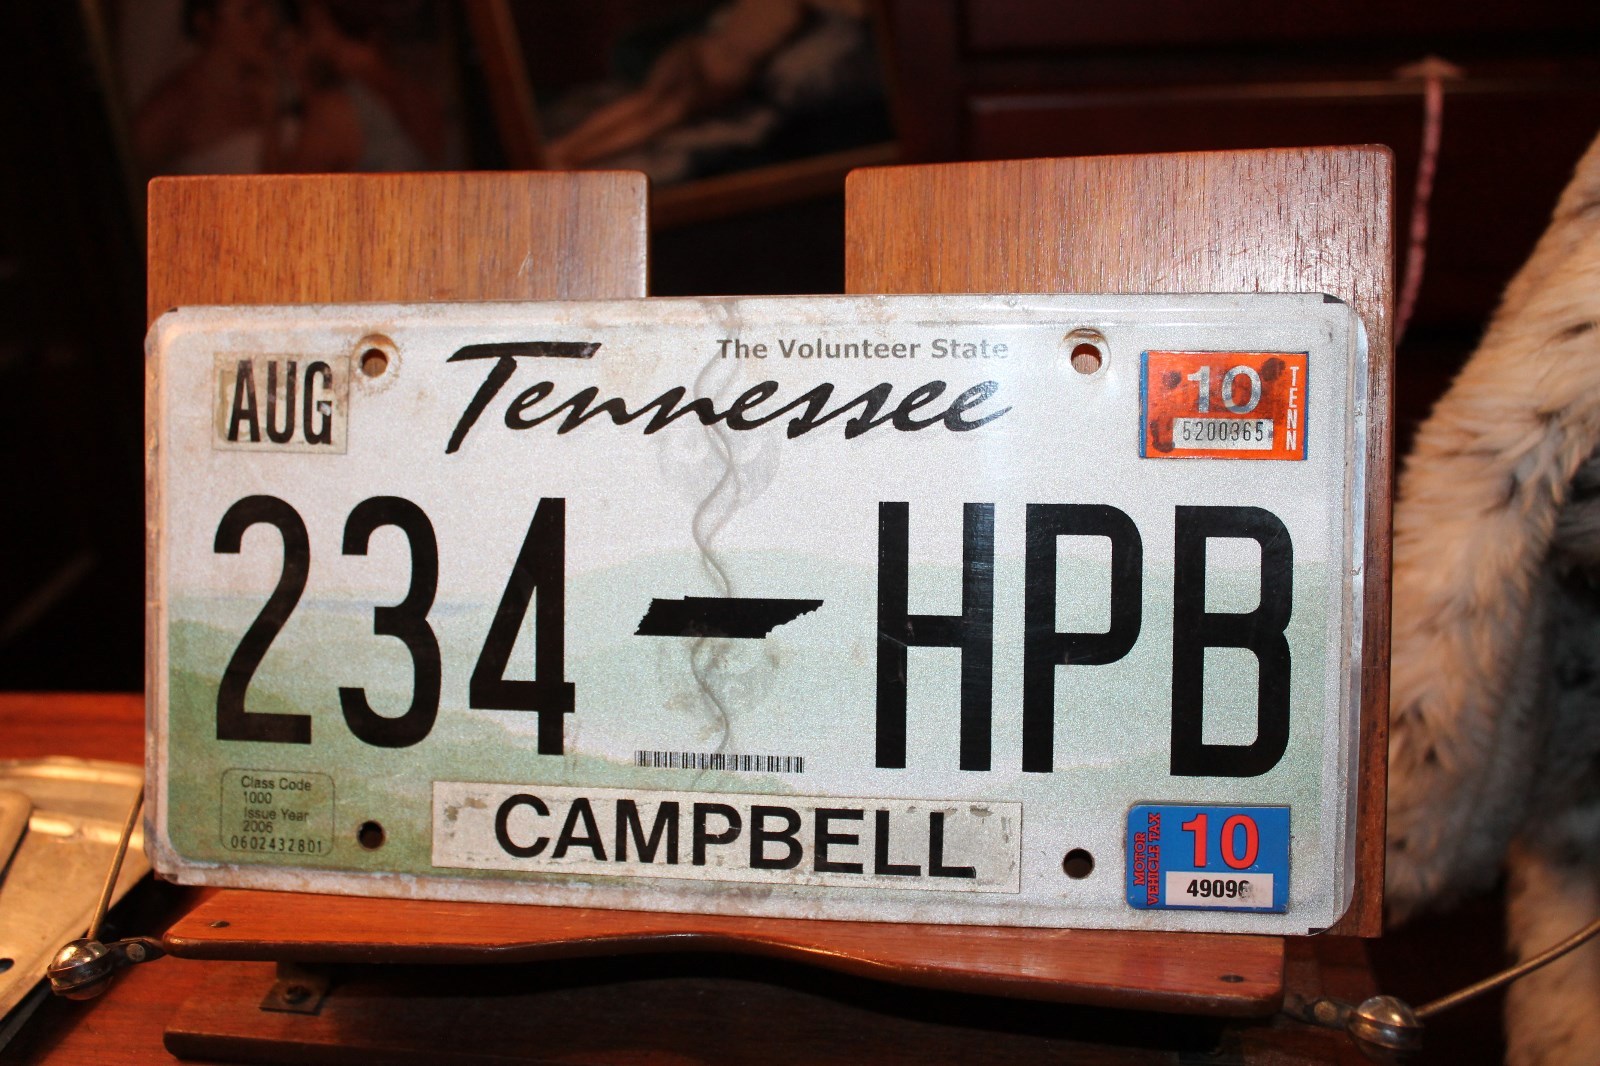 The Volunteer State
AUG
Tennessee
10
TENN
5200365
234 HPB
Class Code
1000
Issue Year
2006
0602432801
CAMPBELL
MOTOR
VEHICLE TAX
10
49096